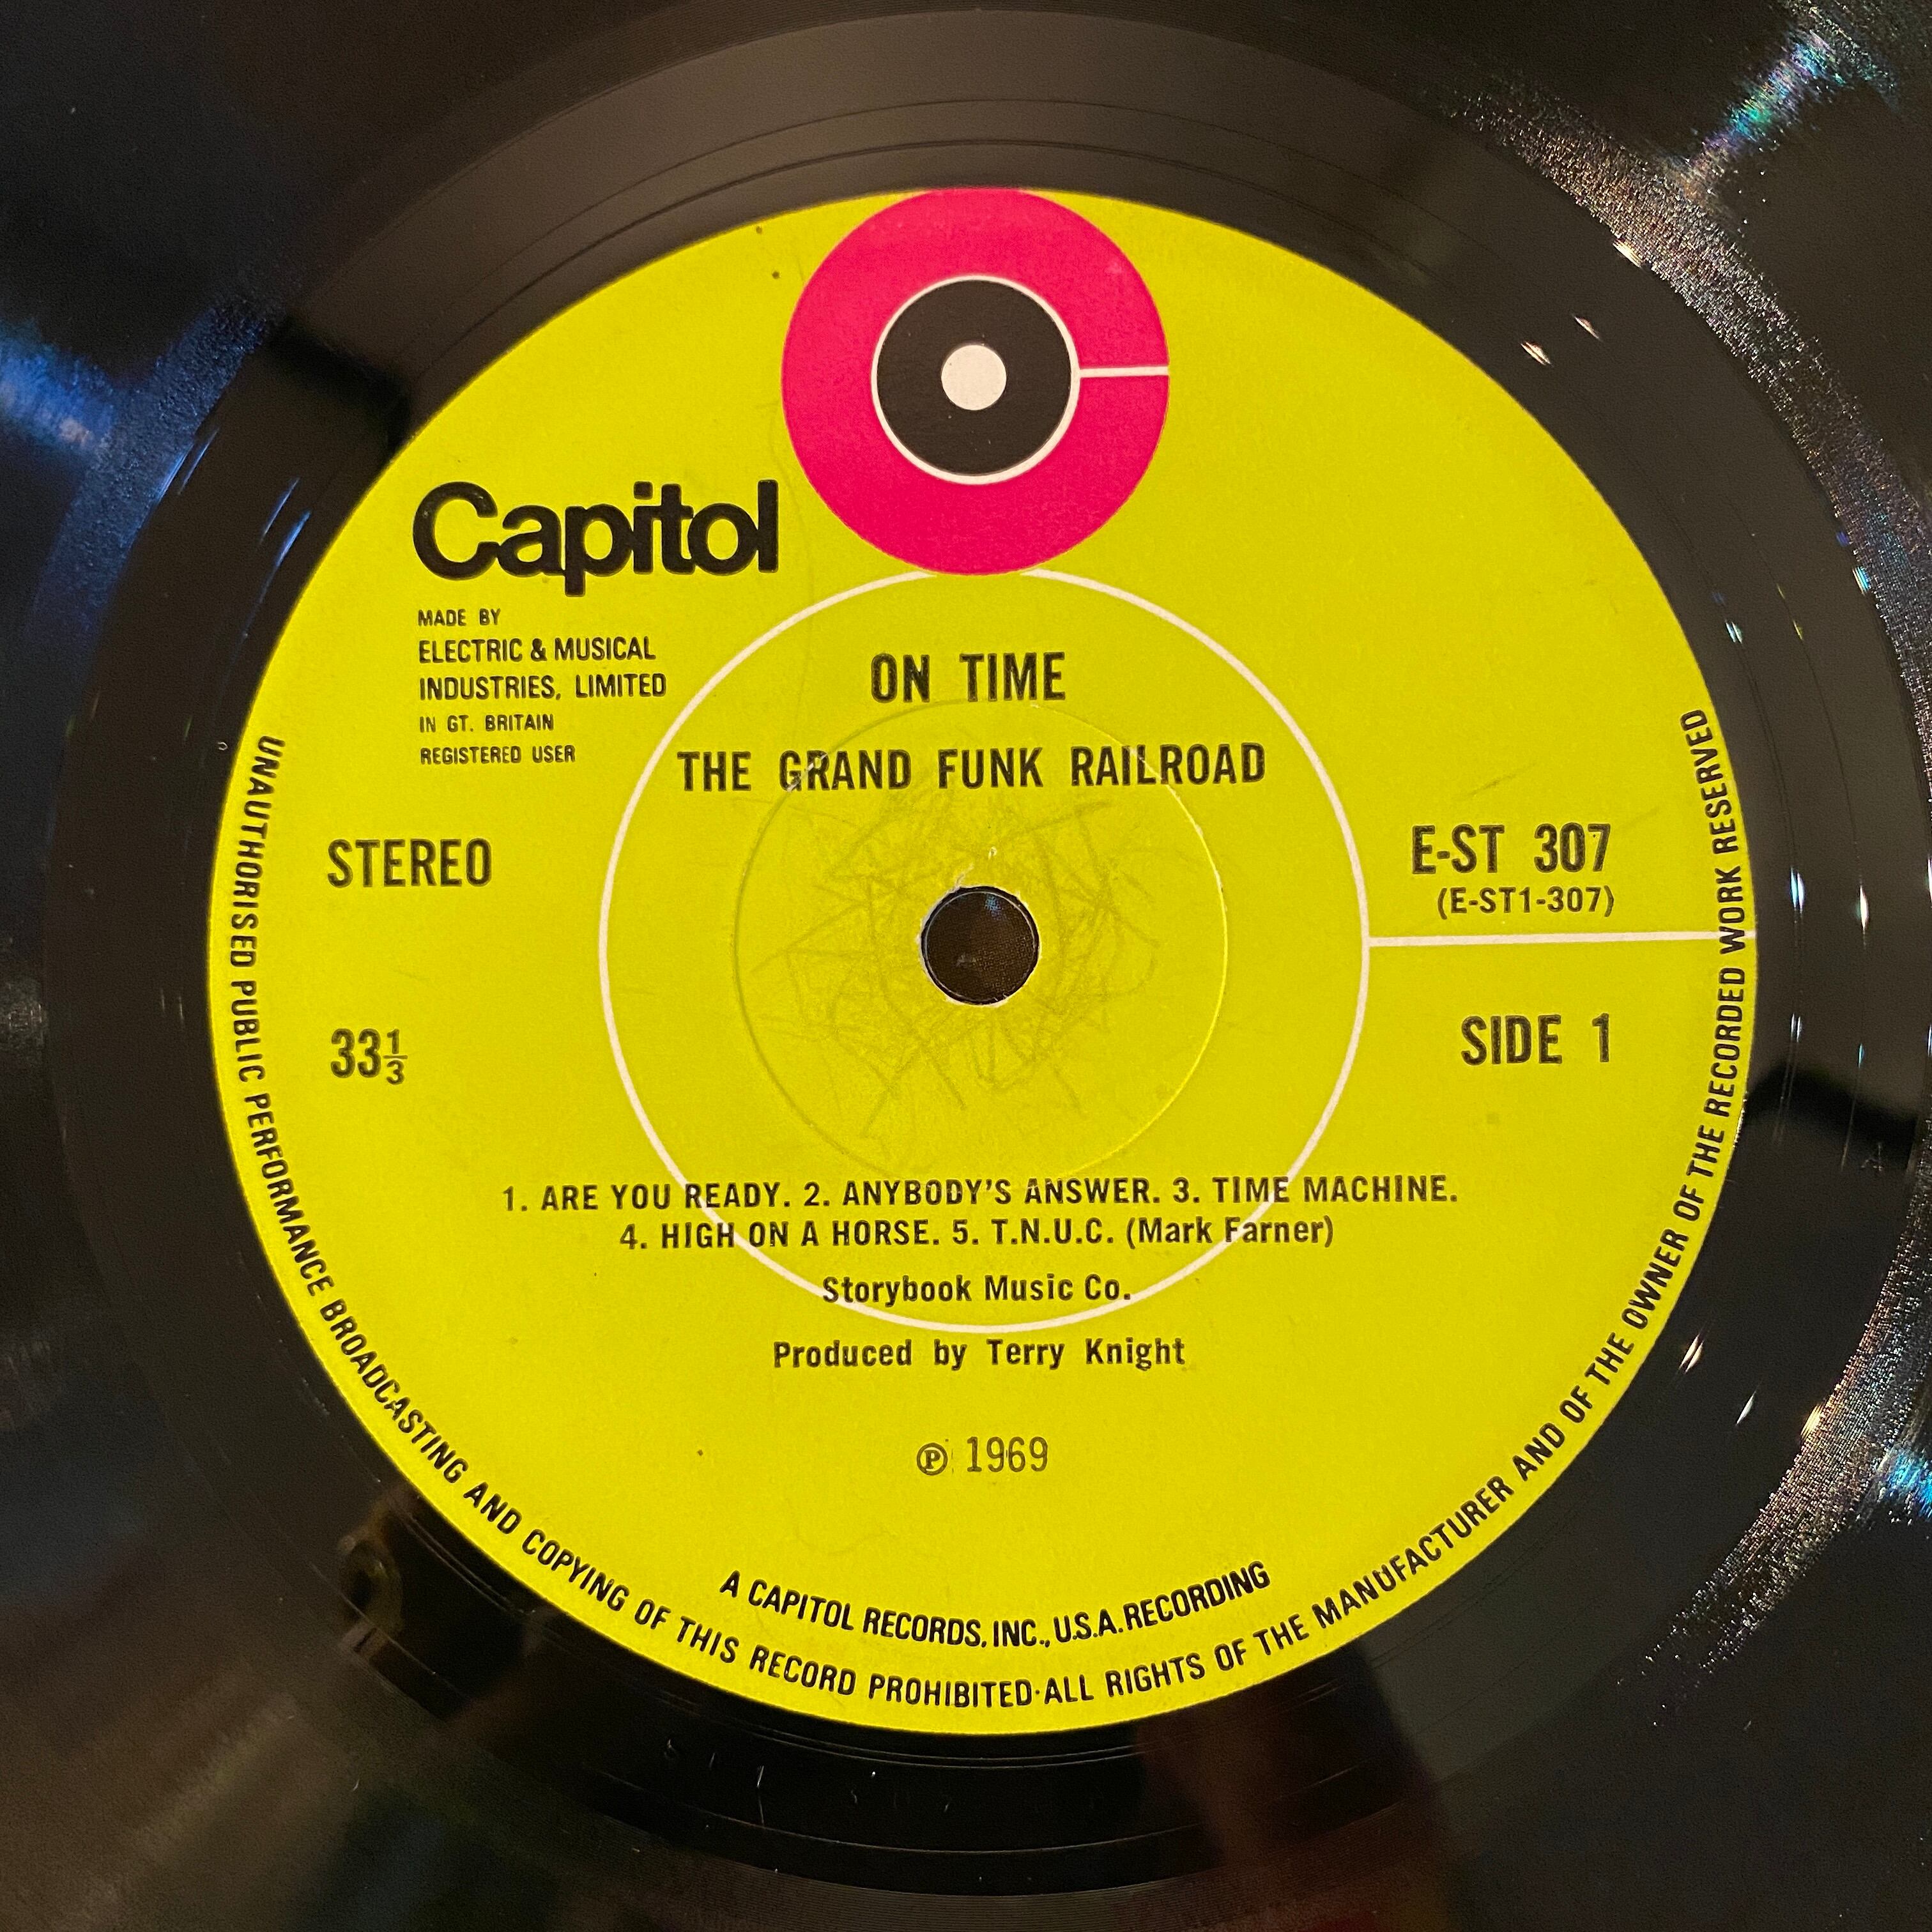 Capitol
MADE BY
ELECTRIC & MUSICAL
INDUSTRIES, LIMITED
IN GT. BRITAIN
REGISTERED USER
ON TIME
THE GRAND FUNK RAILROAD
STEREO
E-ST 307
(E-ST1-307)
33⅓
SIDE 1
1. ARE YOU READY. 2. ANYBODY'S ANSWER. 3. TIME MACHINE.
4. HIGH ON A HORSE. 5. T.N.U.C. (Mark Farner)
Storybook Music Co.
Produced by Terry Knight
℗ 1969
A CAPITOL RECORDS, INC., U.S.A. RECORDING
UNAUTHORISED PUBLIC PERFORMANCE BROADCASTING AND COPYING OF THIS RECORD PROHIBITED·ALL RIGHTS OF THE MANUFACTURER AND OF THE OWNER OF THE RECORDED WORK RESERVED